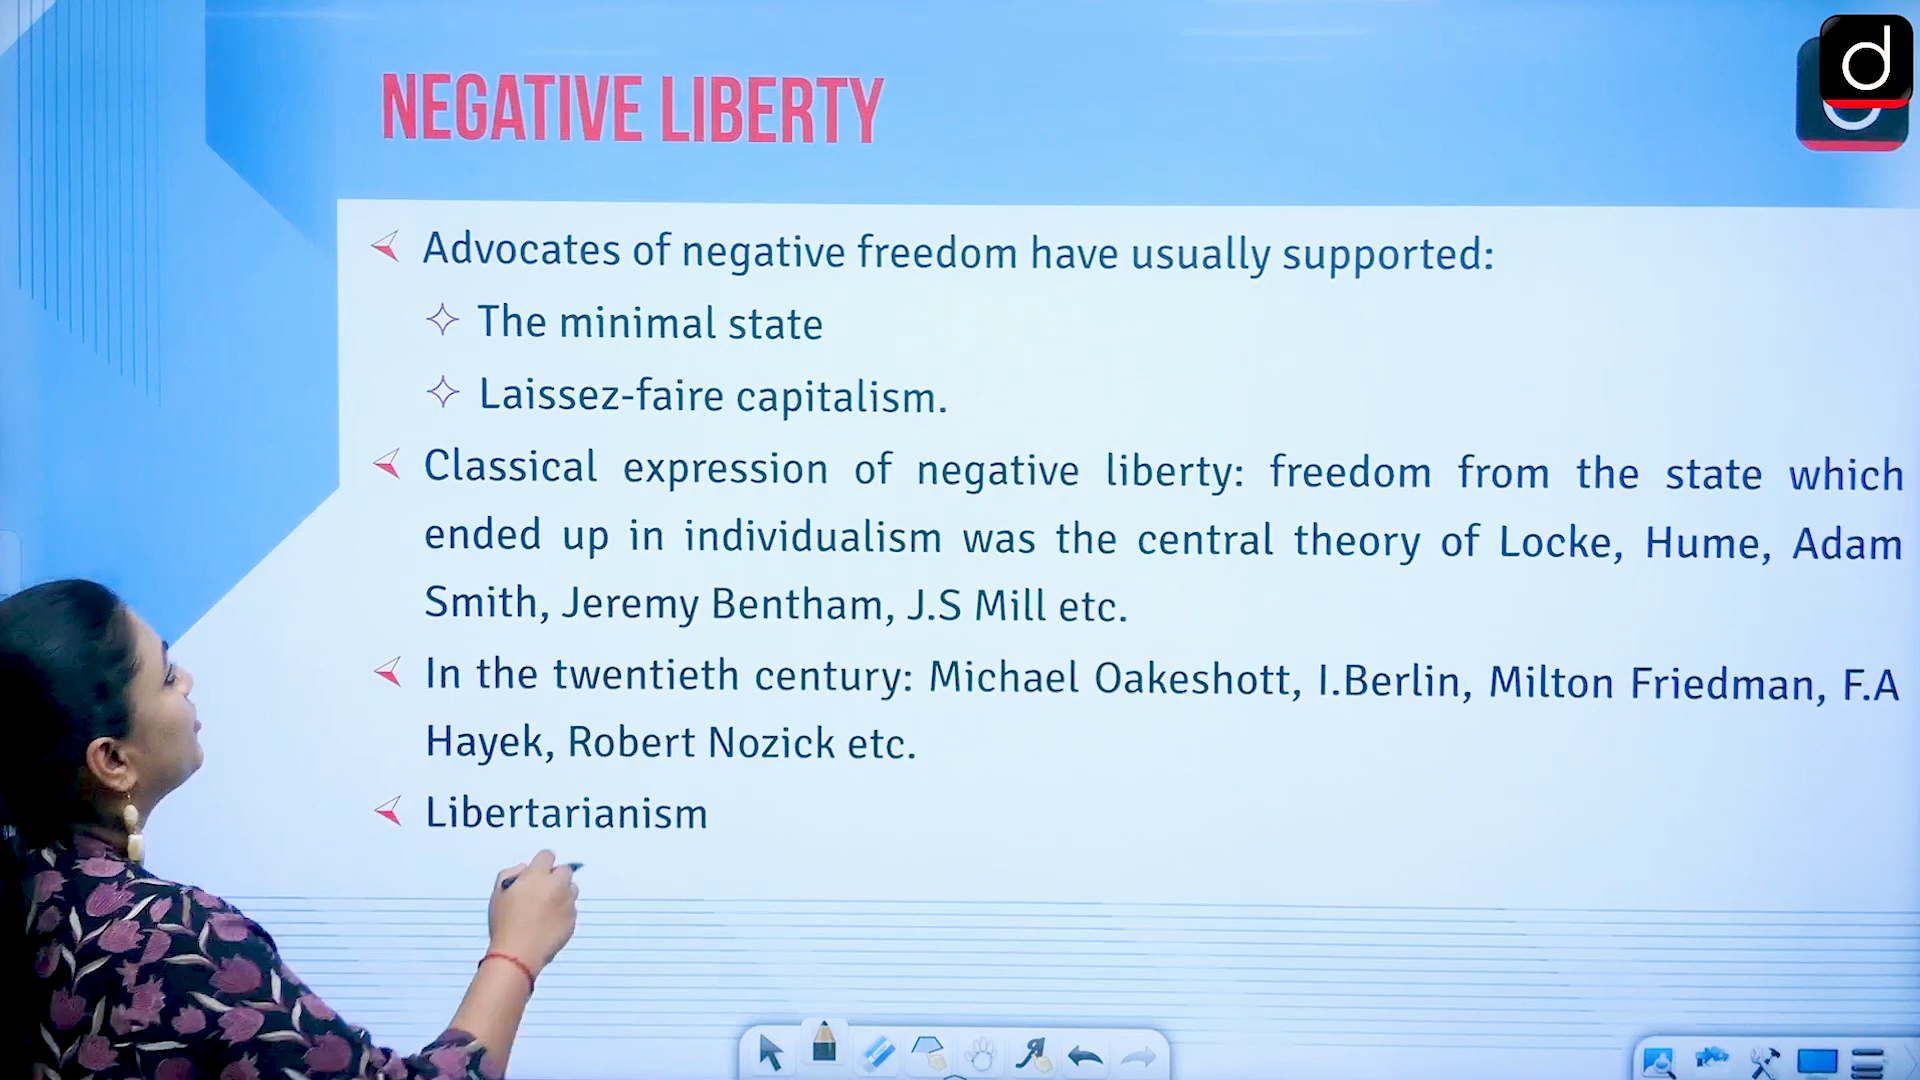 NEGATIVE LIBERTY
Advocates of negative freedom have usually supported:
The minimal state
Laissez-faire capitalism.
Classical expression of negative liberty: freedom from the state which
ended up in individualism was the central theory of Locke, Hume, Adam
Smith, Jeremy Bentham, J.S Mill etc.
In the twentieth century: Michael Oakeshott, I.Berlin, Milton Friedman, F.A
Hayek, Robert Nozick etc.
Libertarianism
d